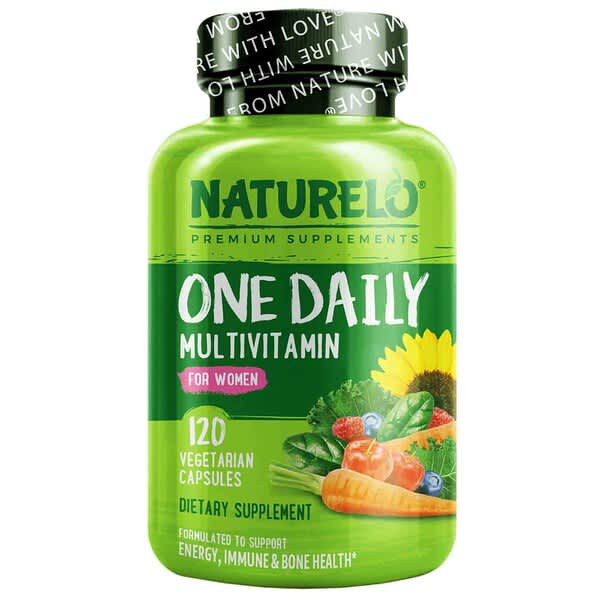 WITH LOVE®
FROM NATURE WITH
NATURELO®
PREMIUM SUPPLEMENTS
ONE DAILY
MULTIVITAMIN
FOR WOMEN
120
VEGETARIAN
CAPSULES
DIETARY SUPPLEMENT
FORMULATED TO SUPPORT
ENERGY, IMMUNE & BONE HEALTH*